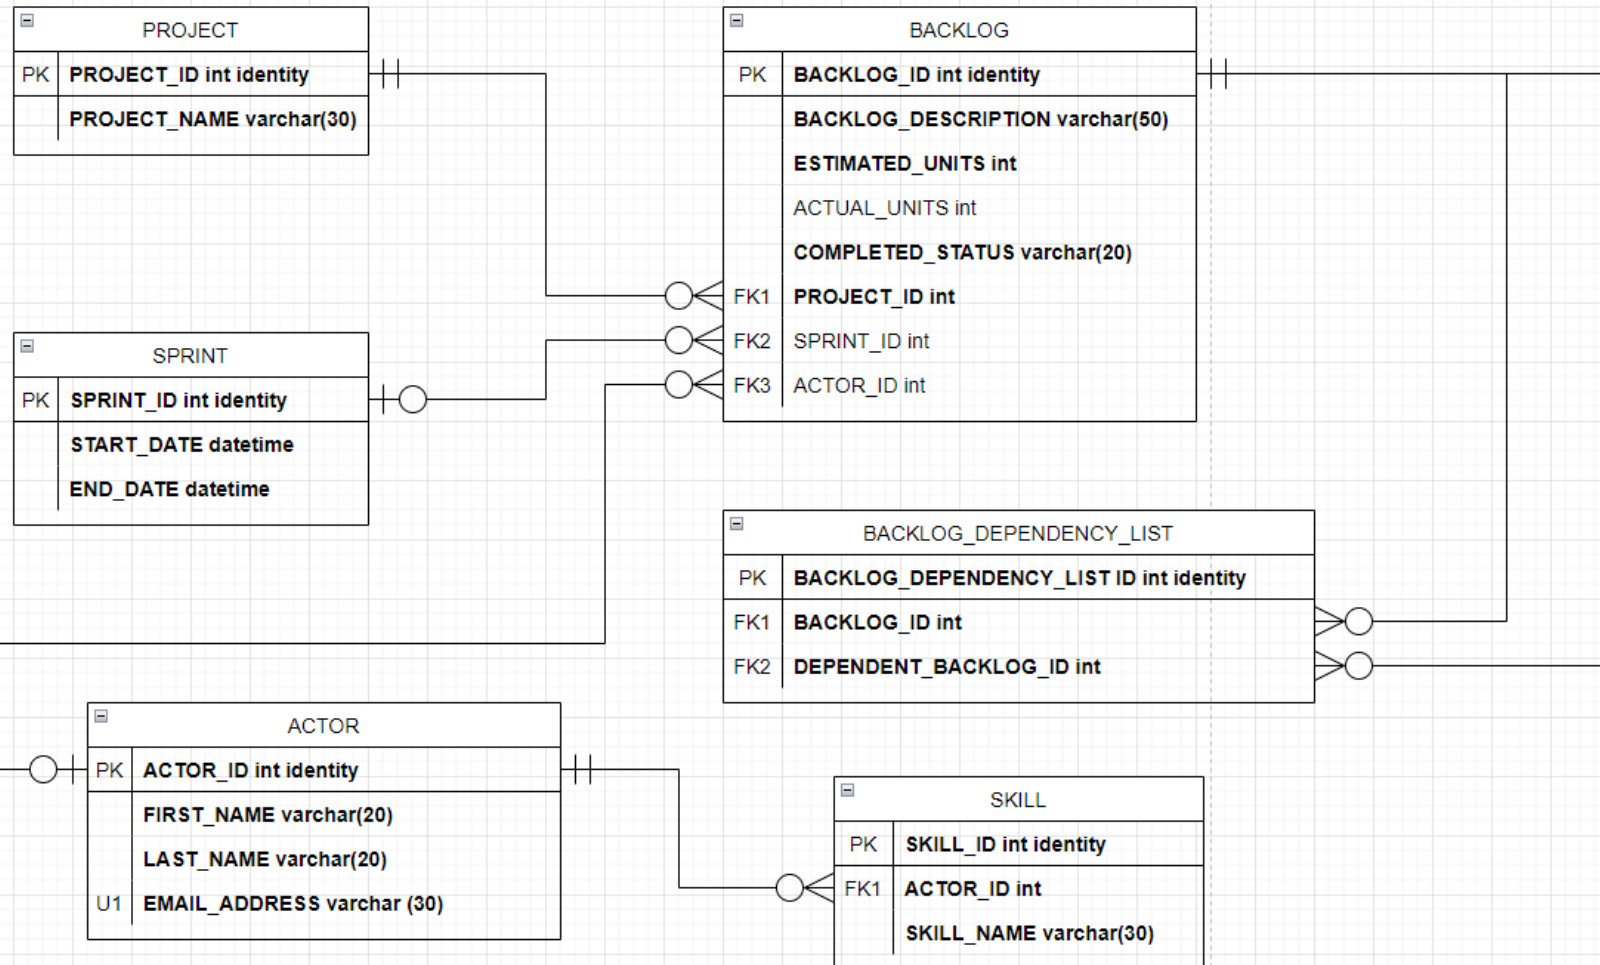 PROJECT
PK PROJECT_ID int identity
PROJECT_NAME varchar(30)
BACKLOG
PK BACKLOG_ID int identity
BACKLOG_DESCRIPTION varchar(50)
ESTIMATED_UNITS int
ACTUAL_UNITS int
COMPLETED_STATUS varchar(20)
FK1 PROJECT_ID int
FK2 SPRINT_ID int
FK3 ACTOR_ID int
SPRINT
PK SPRINT_ID int identity
START_DATE datetime
END_DATE datetime
BACKLOG_DEPENDENCY_LIST
PK BACKLOG_DEPENDENCY_LIST ID int identity
FK1 BACKLOG_ID int
FK2 DEPENDENT_BACKLOG_ID int
ACTOR
PK ACTOR_ID int identity
FIRST_NAME varchar(20)
LAST_NAME varchar(20)
U1 EMAIL_ADDRESS varchar (30)
SKILL
PK SKILL_ID int identity
FK1 ACTOR_ID int
SKILL_NAME varchar(30)